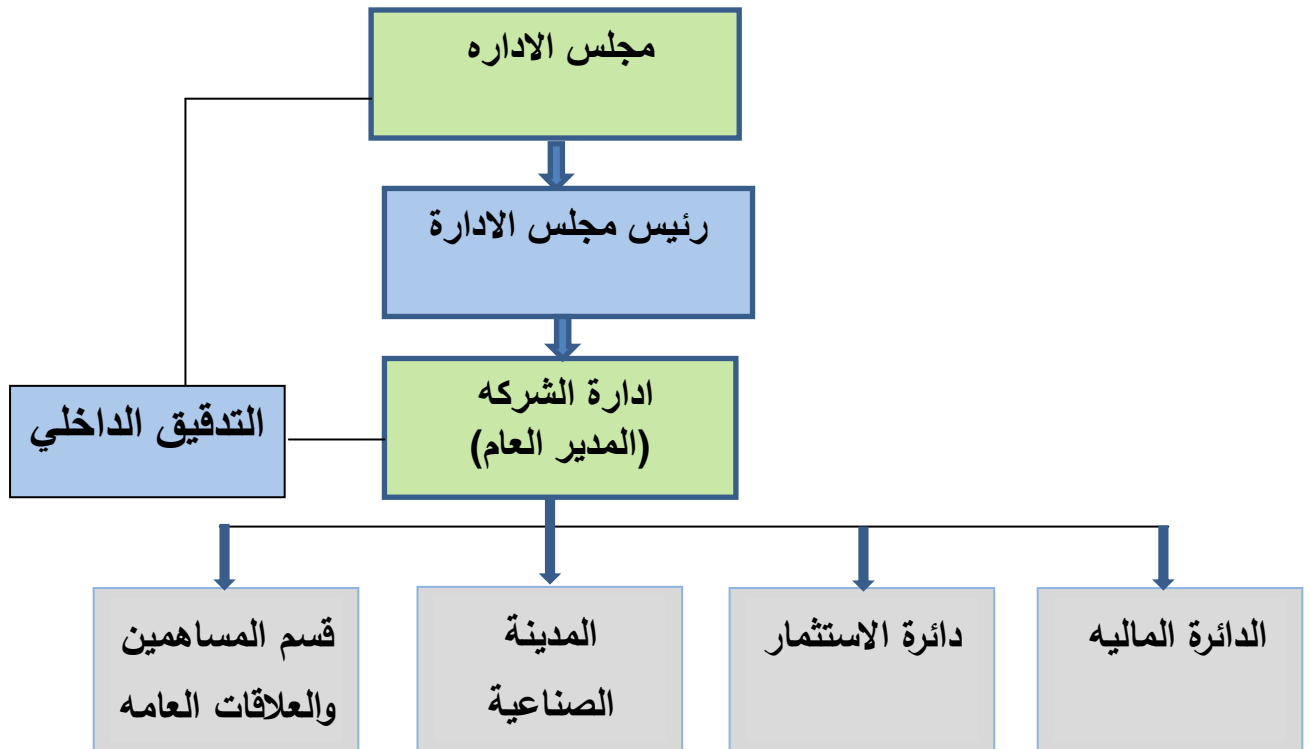 مجلس الاداره
رئيس مجلس الادارة
ادارة الشركه
(المدير العام)
التدقيق الداخلي
الدائرة الماليه
دائرة الاستثمار
المدينة
الصناعية
قسم المساهمين
والعلاقات العامه